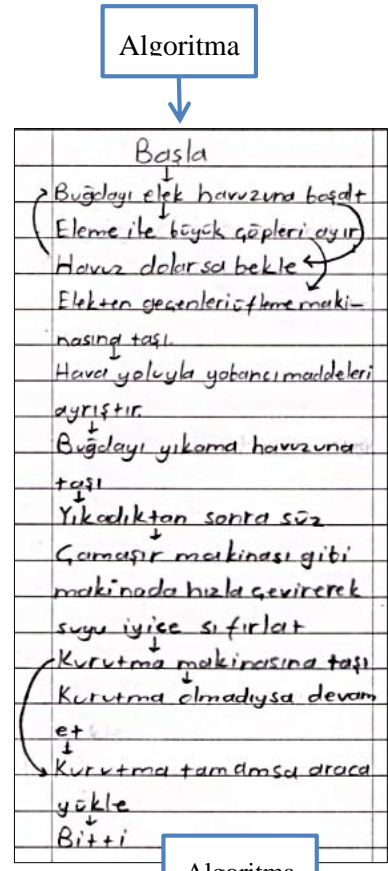 Algoritma
Başla
Buğdayı elek havuzuna boşalt
Eleme ile büyük çöpleri ayır
Havuz dolarsa bekle
Elekten geçenleri üfleme maki-
nasına taşı.
Hava yoluyla yabancı maddeleri
ayrıştır.
Buğdayı yıkama havuzuna
taşı
Yıkadıktan sonra süz
Çamaşır makinası gibi
makinada hızla çevirerek
suyu iyice sıfırlat
Kurutma makinasına taşı
Kurutma olmadıysa devam
et
Kurutma tamamsa araca
yükle
Bitti
Algoritma